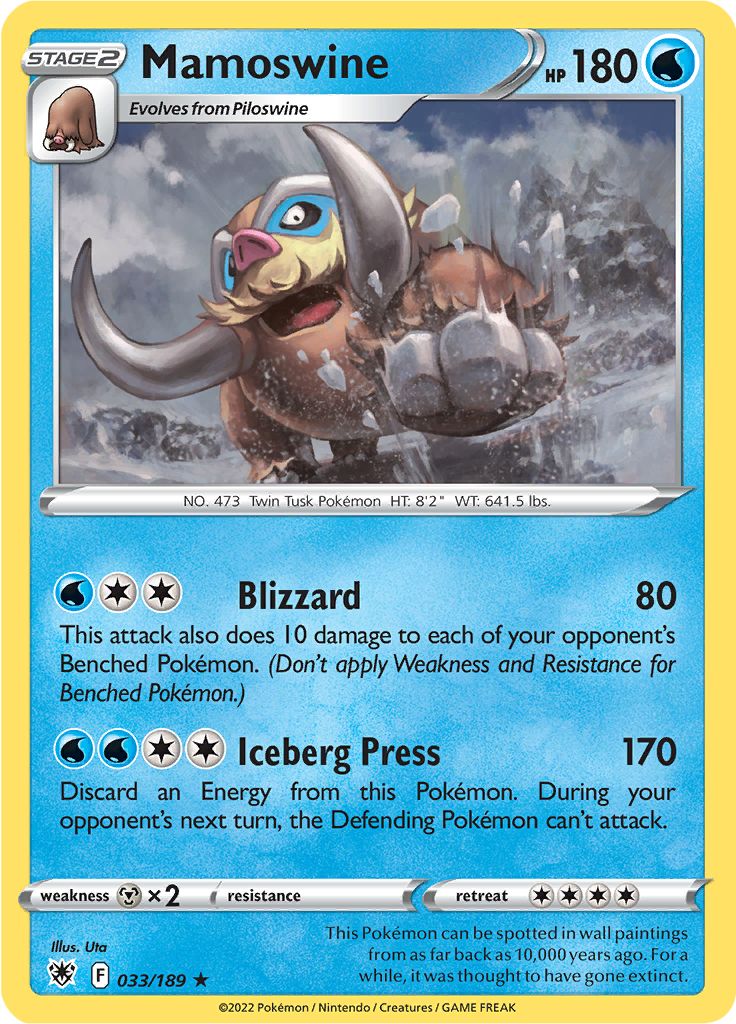 STAGE2
Mamoswine
HP 180
Evolves from Piloswine
NO. 473 Twin Tusk Pokémon HT: 8'2" WT: 641.5 lbs.
Blizzard 80
This attack also does 10 damage to each of your opponent's
Benched Pokémon. (Don't apply Weakness and Resistance for
Benched Pokémon.)
Iceberg Press 170
Discard an Energy from this Pokémon. During your
opponent's next turn, the Defending Pokémon can't attack.
weakness ×2 resistance retreat
Illus. Uta
F 033/189 ★
This Pokémon can be spotted in wall paintings
from as far back as 10,000 years ago. For a
while, it was thought to have gone extinct.
©2022 Pokémon / Nintendo / Creatures / GAME FREAK